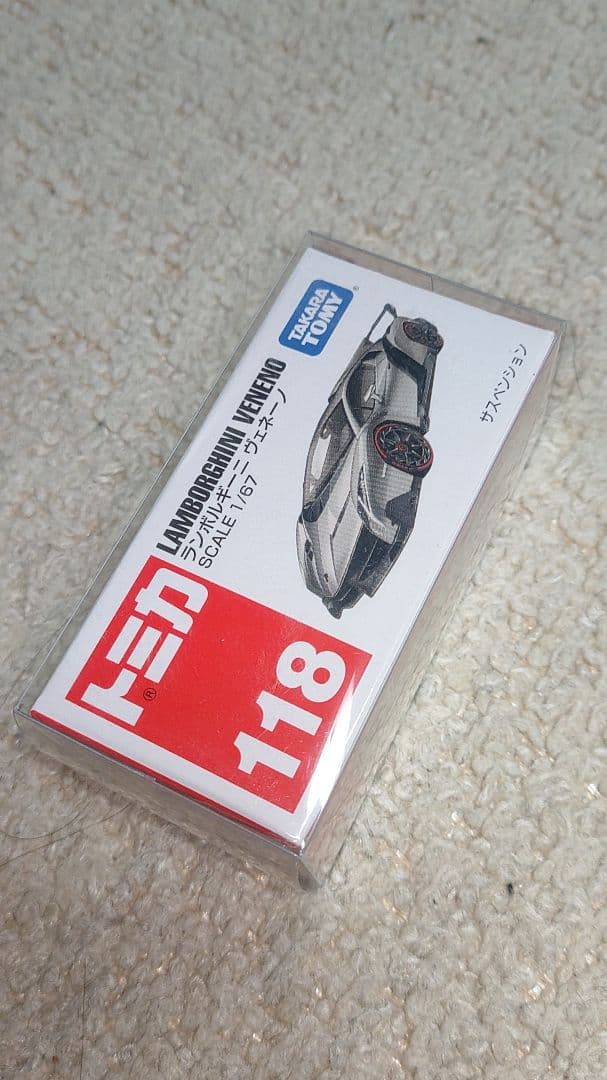 トミカ®
118
LAMBORGHINI VENENO
ランボルギーニ ヴェネーノ
SCALE 1/67
TAKARA
TOMY®
サスペンション